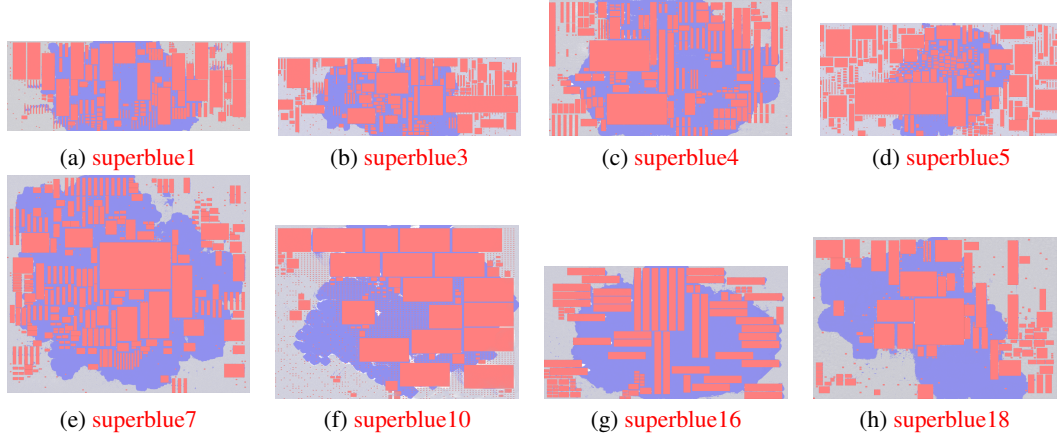 (a) superblue1
(b) superblue3
(c) superblue4
(d) superblue5
(e) superblue7
(f) superblue10
(g) superblue16
(h) superblue18